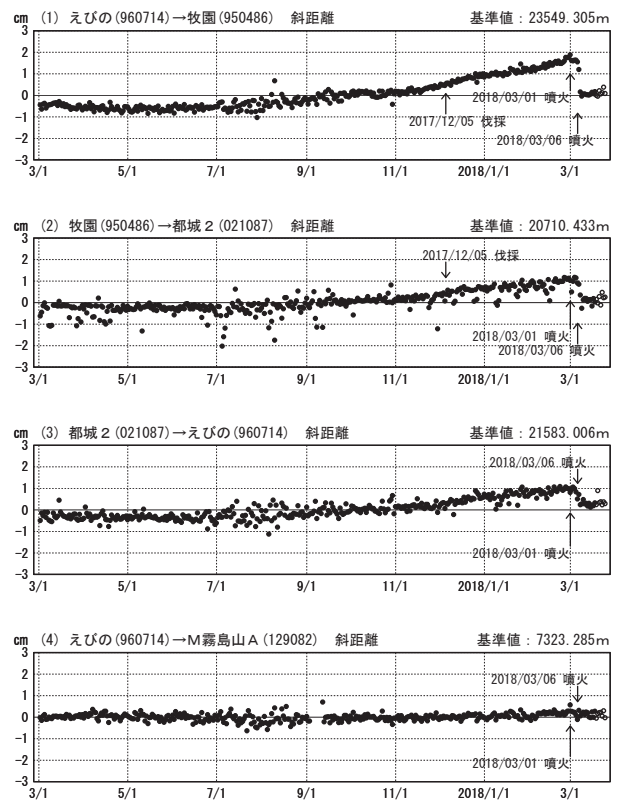 cm (1) えびの(960714)→牧園(950486) 斜距離 基準値：23549.305m
3
2
1
0
-1
-2
-3
2018/03/01 噴火
2017/12/05 伐採
2018/03/06 噴火
3/1 5/1 7/1 9/1 11/1 2018/1/1 3/1
cm (2) 牧園(950486)→都城２(021087) 斜距離 基準値：20710.433m
3
2
1
0
-1
-2
-3
2017/12/05 伐採
2018/03/01 噴火
2018/03/06 噴火
3/1 5/1 7/1 9/1 11/1 2018/1/1 3/1
cm (3) 都城２(021087)→えびの(960714) 斜距離 基準値：21583.006m
3
2
1
0
-1
-2
-3
2018/03/06 噴火
2018/03/01 噴火
3/1 5/1 7/1 9/1 11/1 2018/1/1 3/1
cm (4) えびの(960714)→Ｍ霧島山Ａ(129082) 斜距離 基準値：7323.285m
3
2
1
0
-1
-2
-3
2018/03/06 噴火
2018/03/01 噴火
3/1 5/1 7/1 9/1 11/1 2018/1/1 3/1